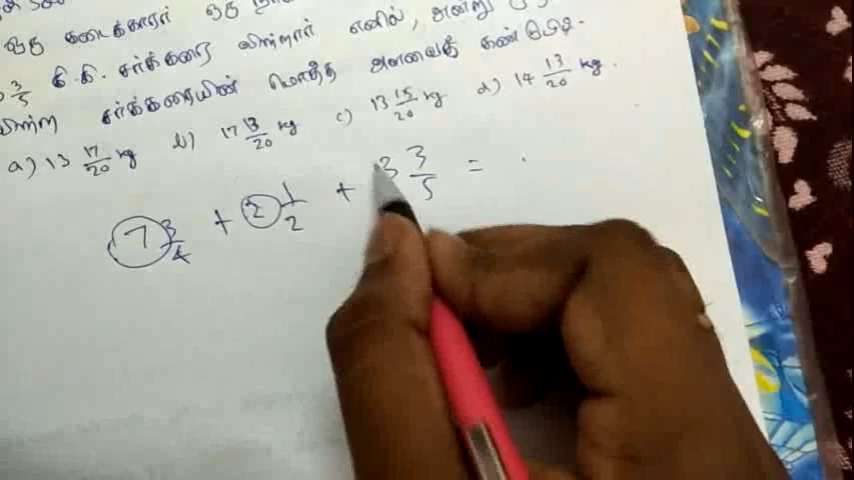 ஒரு கடைக்காரர் ஒரு
3/5 கி.கி. சர்க்கரை விற்றார் எனில், அன்று
விற்ற சர்க்கரையின் மொத்த அளவைக் கண்டுபிடி.
a) 13 17/20 kg b) 17 13/20 kg c) 13 15/20 kg d) 14 13/20 kg.
7 3/4 + 2 1/2 + 3 3/5 =